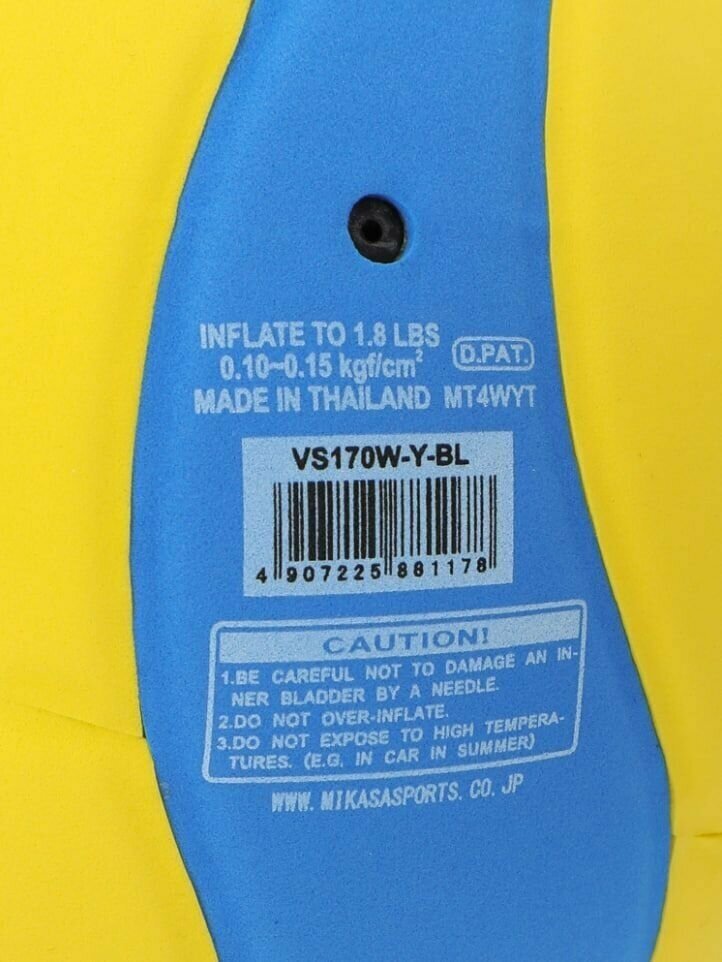 INFLATE TO 1.8 LBS
0.10~0.15 kgf/cm²
D.PAT.
MADE IN THAILAND MT4WYT
VS170W-Y-BL
4 907225 881178
CAUTION!
1.BE CAREFUL NOT TO DAMAGE AN IN-
NER BLADDER BY A NEEDLE.
2.DO NOT OVER-INFLATE.
3.DO NOT EXPOSE TO HIGH TEMPERA-
TURES. (E.G. IN CAR IN SUMMER)
WWW. MIKASASPORTS. CO. JP